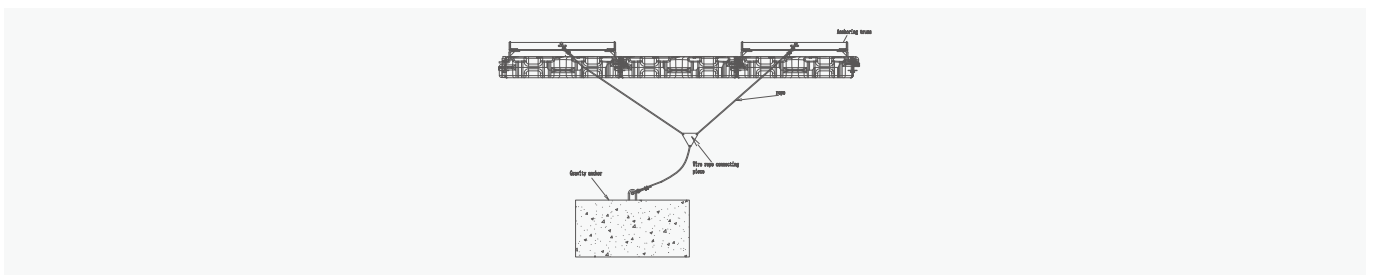 Anchoring truss
rope
Wire rope connecting
piece
Gravity anchor